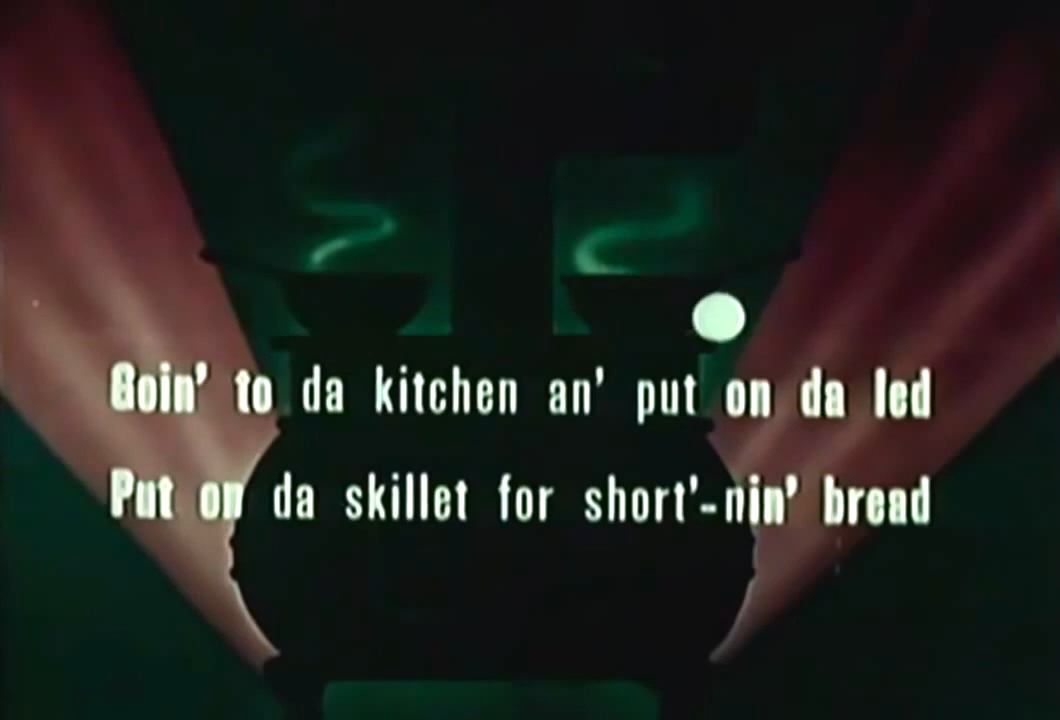 Goin' to da kitchen an' put on da led
Put on da skillet for short'-nin' bread